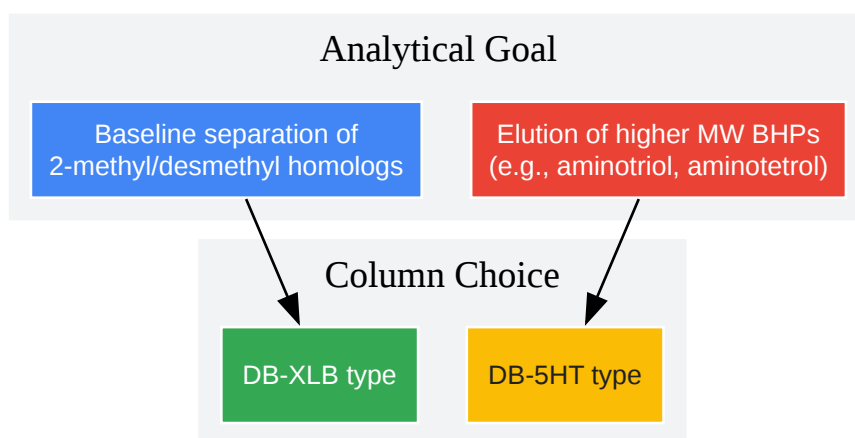 Analytical Goal
Baseline separation of
2-methyl/desmethyl homologs
Elution of higher MW BHPs
(e.g., aminotriol, aminotetrol)
Column Choice
DB-XLB type
DB-5HT type